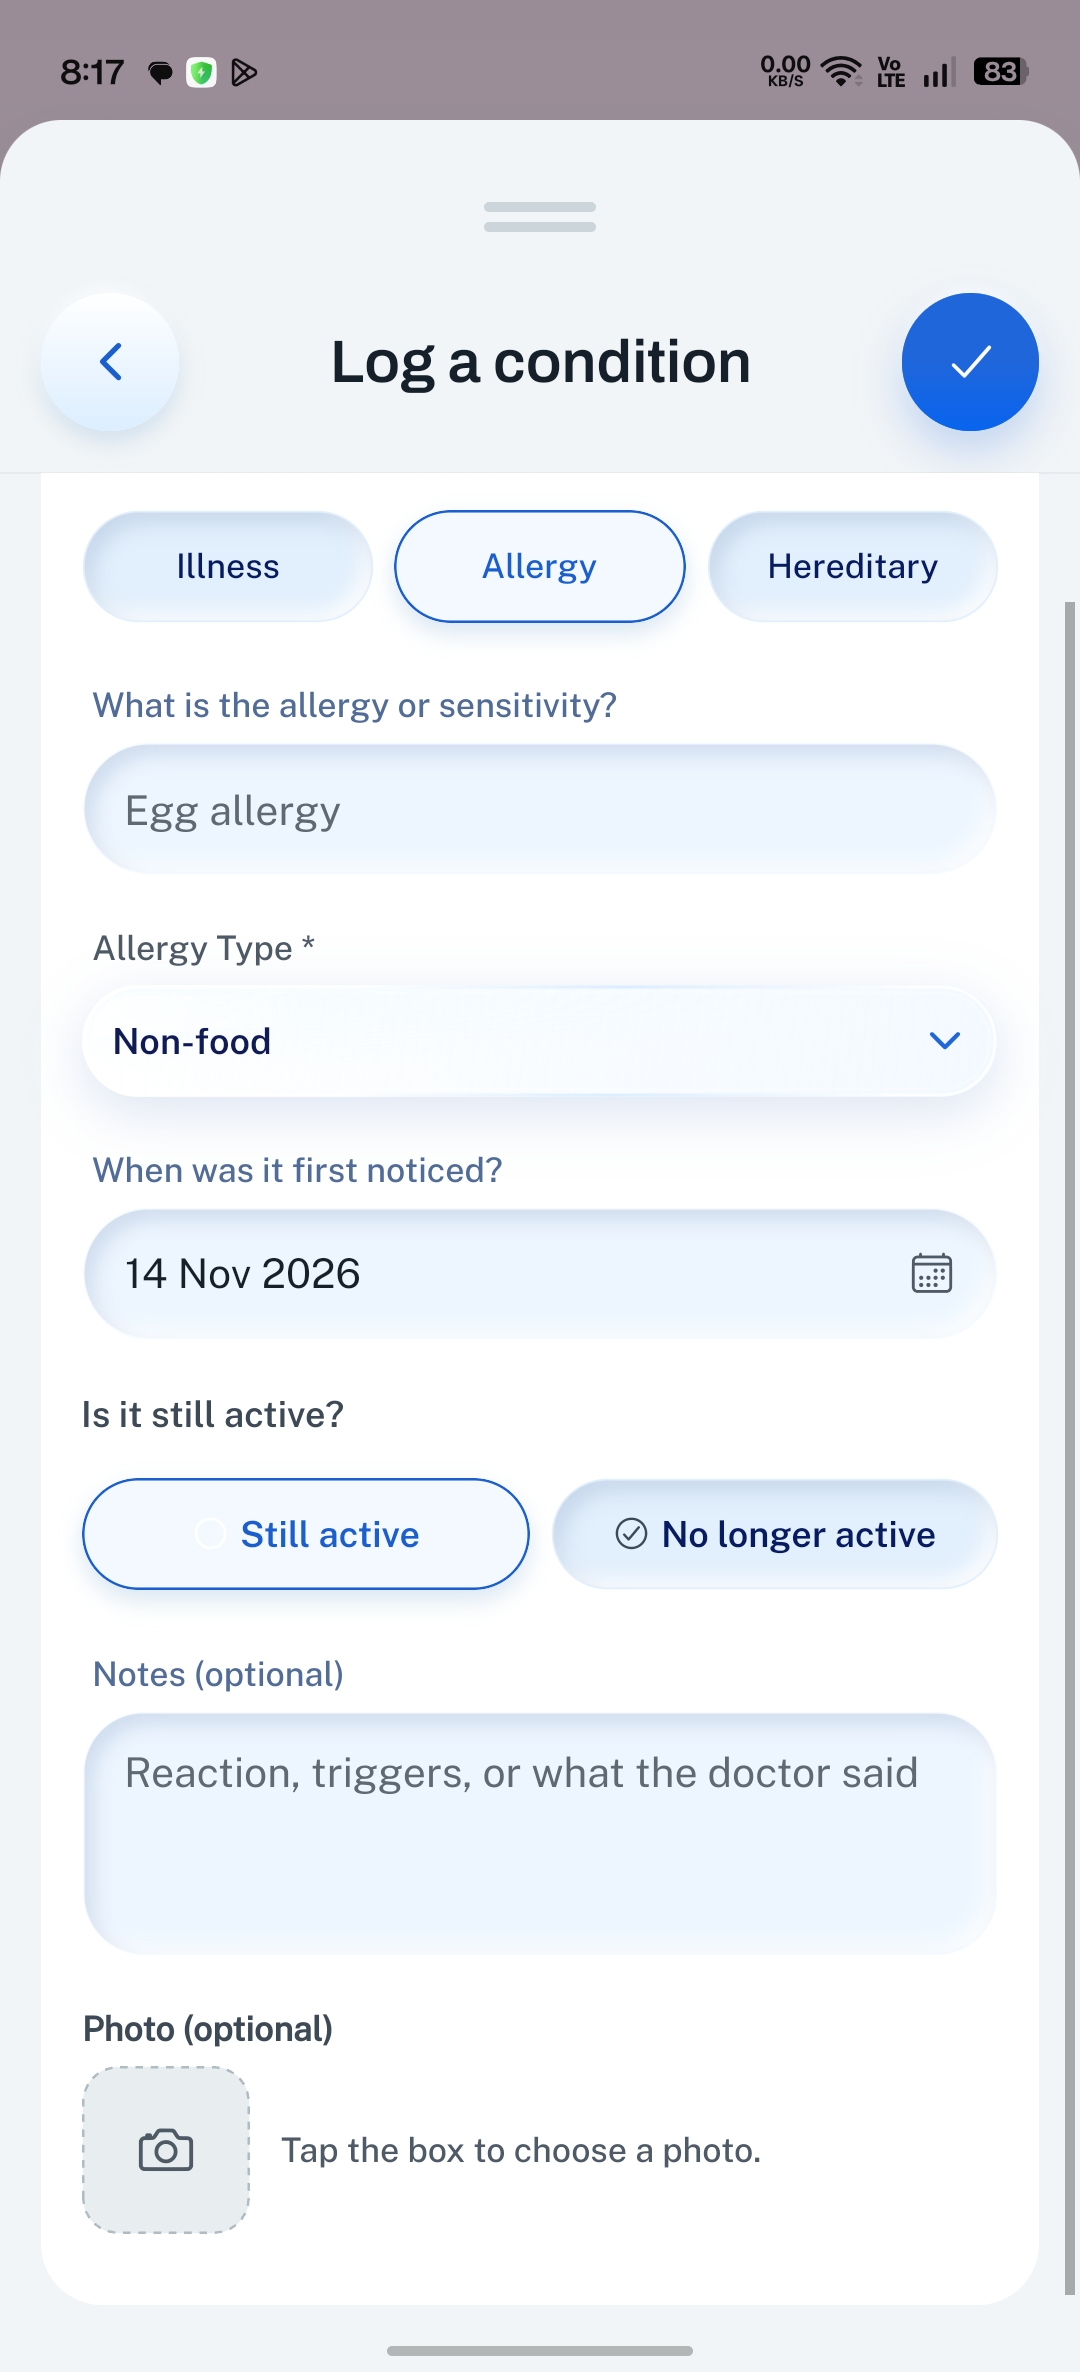 8:17
0.00
KB/S
Vo
LTE
83
Log a condition
Illness
Allergy
Hereditary
What is the allergy or sensitivity?
Egg allergy
Allergy Type *
Non-food
When was it first noticed?
14 Nov 2026
Is it still active?
Still active
No longer active
Notes (optional)
Reaction, triggers, or what the doctor said
Photo (optional)
Tap the box to choose a photo.